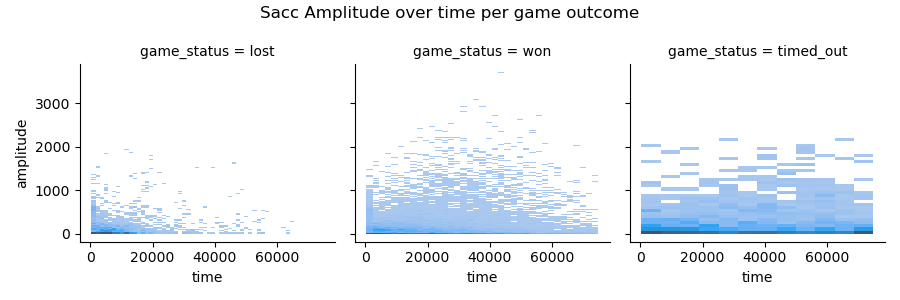 Sacc Amplitude over time per game outcome
game_status = lost
game_status = won
game_status = timed_out
amplitude
3000
2000
1000
0
0 20000 40000 60000
0 20000 40000 60000
0 20000 40000 60000
time
time
time